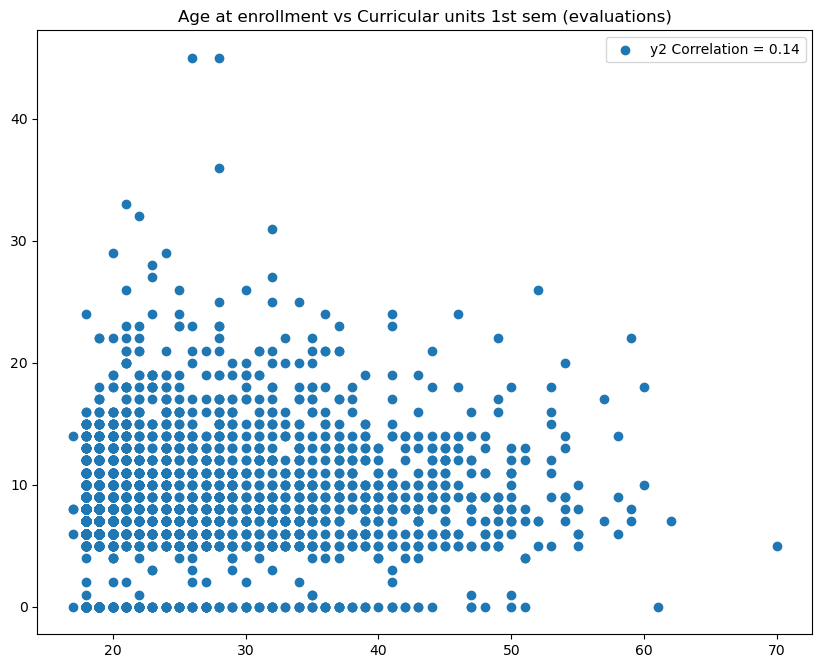 Age at enrollment vs Curricular units 1st sem (evaluations)
y2 Correlation = 0.14
40
30
20
10
0
20 30 40 50 60 70